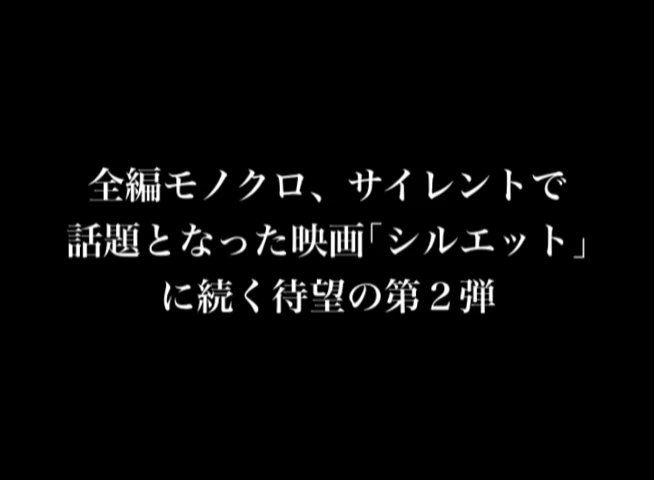 全編モノクロ、サイレントで
話題となった映画「シルエット」
に続く待望の第２弾